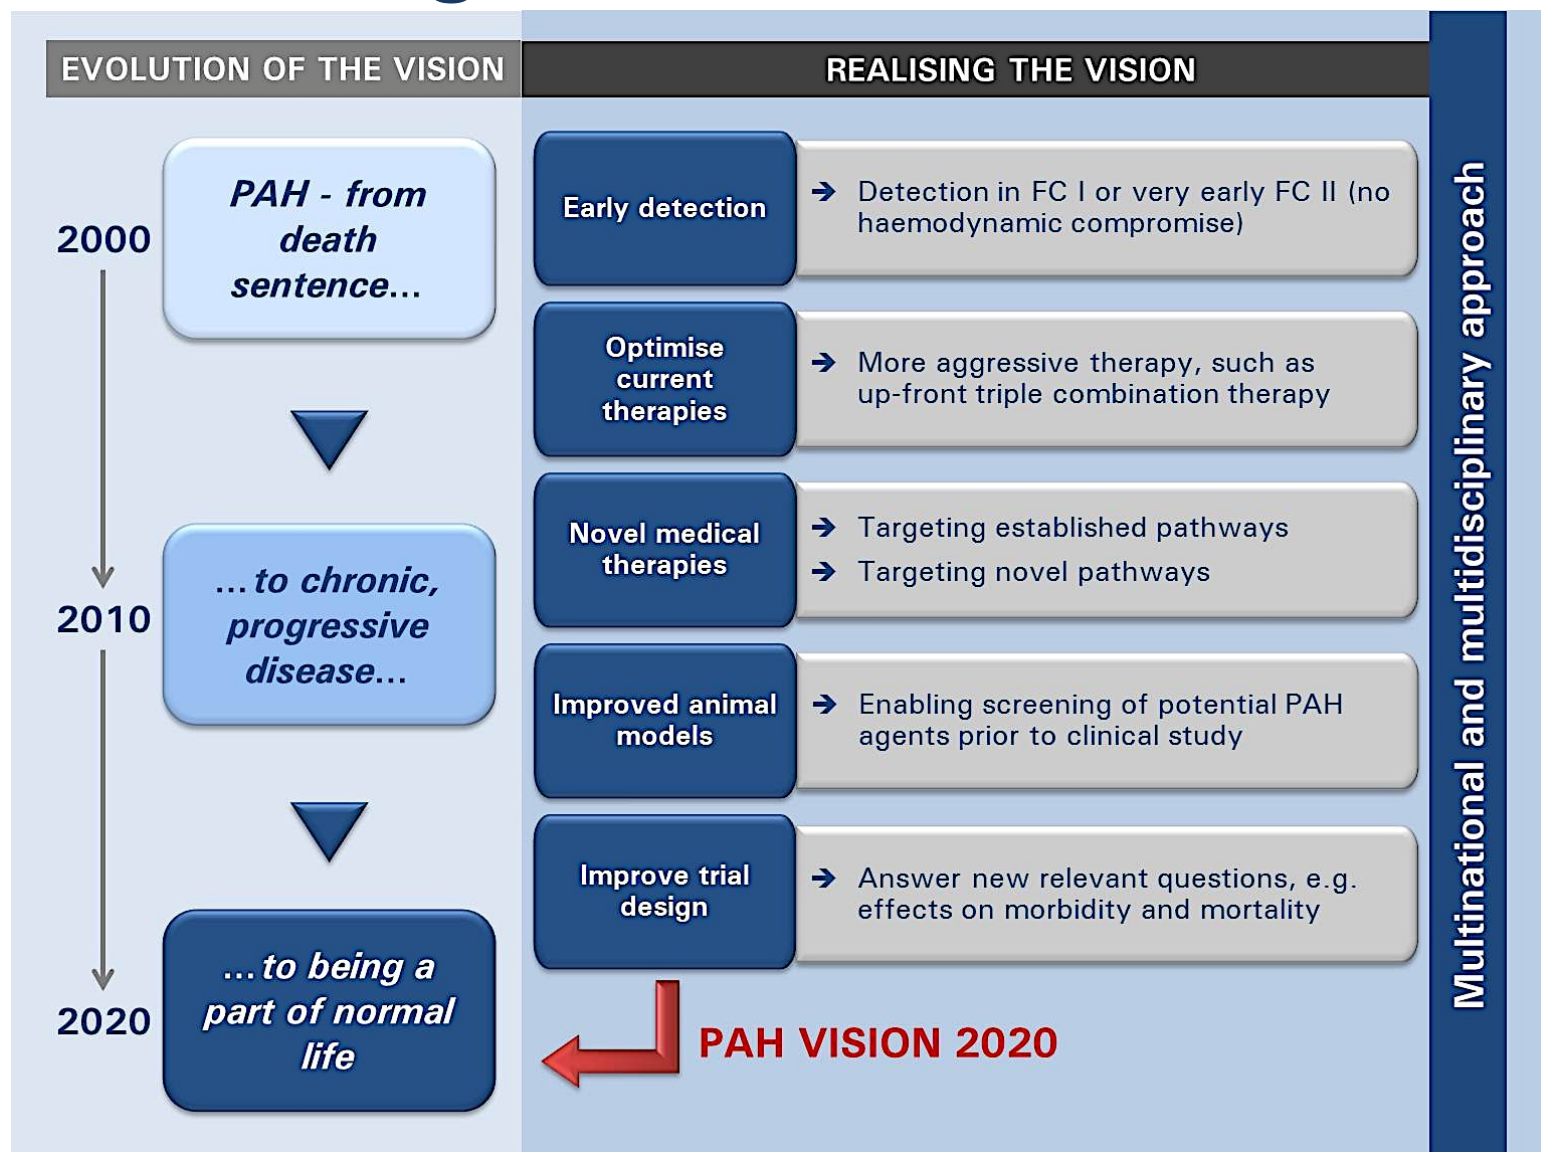 EVOLUTION OF THE VISION
2000
PAH - from
death
sentence...
2010
...to chronic,
progressive
disease...
2020
...to being a
part of normal
life
REALISING THE VISION
Early detection
➔ Detection in FC I or very early FC II (no
haemodynamic compromise)
Optimise
current
therapies
➔ More aggressive therapy, such as
up-front triple combination therapy
Novel medical
therapies
➔ Targeting established pathways
➔ Targeting novel pathways
Improved animal
models
➔ Enabling screening of potential PAH
agents prior to clinical study
Improve trial
design
➔ Answer new relevant questions, e.g.
effects on morbidity and mortality
PAH VISION 2020
Multinational and multidisciplinary approach